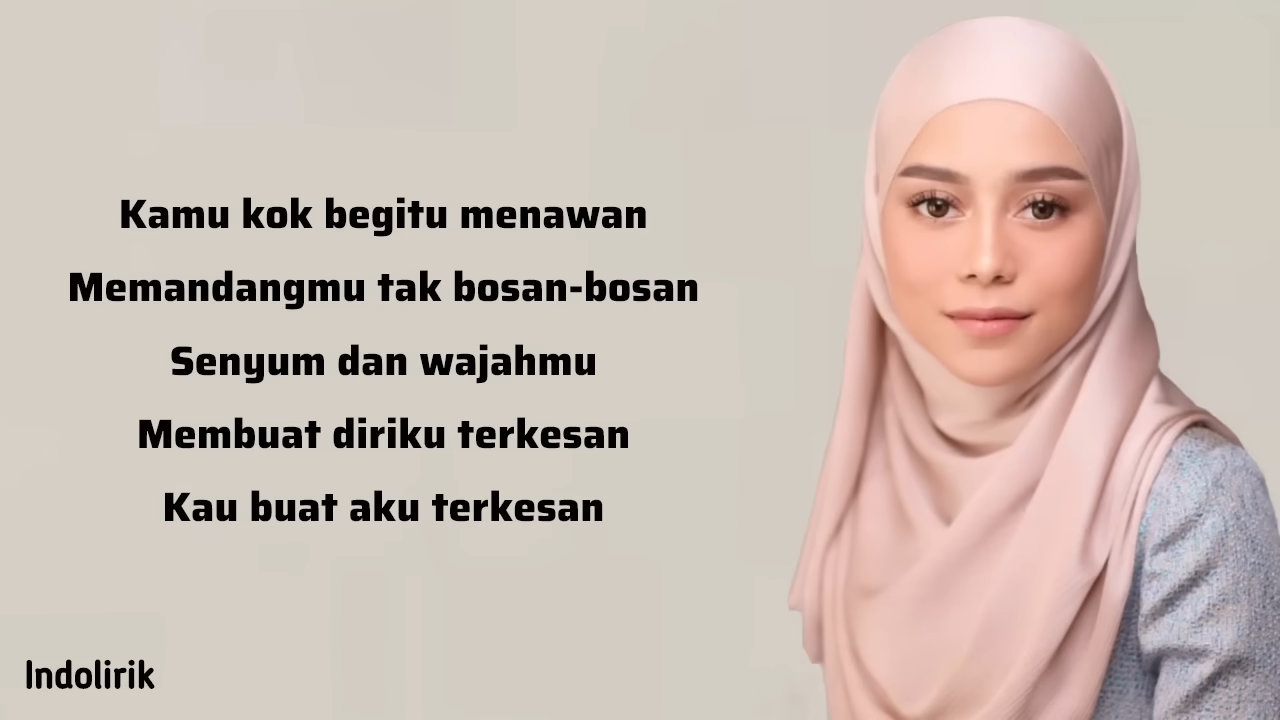 Kamu kok begitu menawan
Memandangmu tak bosan-bosan
Senyum dan wajahmu
Membuat diriku terkesan
Kau buat aku terkesan
Indolirik